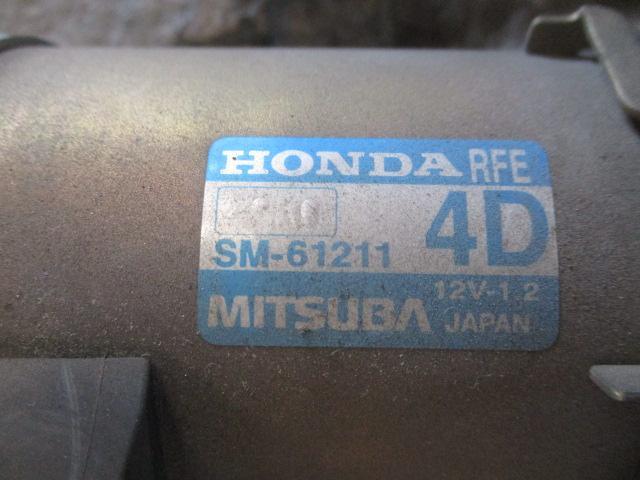 HONDA RFE
4D
SM-61211
12V-1.2
MITSUBA JAPAN